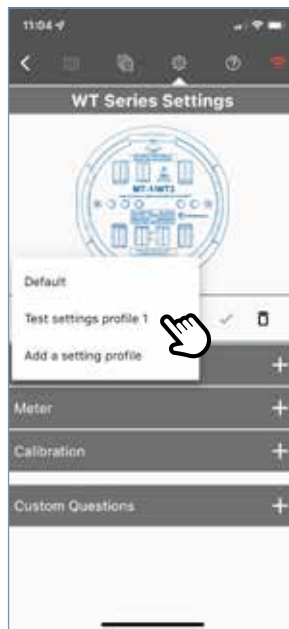 11:04
WT Series Settings
WT-1/WT2
Default
Test settings profile 1
Add a setting profile
Meter
Calibration
Custom Questions